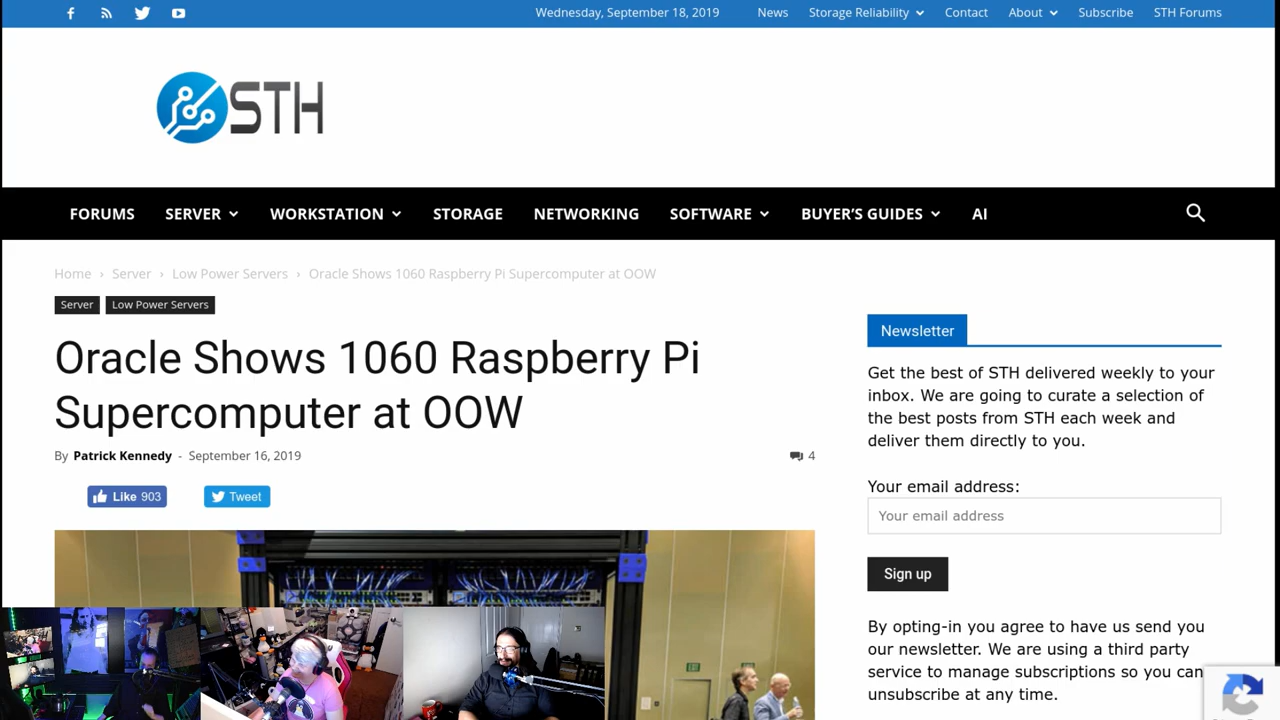 Wednesday, September 18, 2019 News Storage Reliability Contact About Subscribe STH Forums
STH
FORUMS SERVER WORKSTATION STORAGE NETWORKING SOFTWARE BUYER'S GUIDES AI
Home › Server › Low Power Servers › Oracle Shows 1060 Raspberry Pi Supercomputer at OOW
Server Low Power Servers
Oracle Shows 1060 Raspberry Pi
Supercomputer at OOW
By Patrick Kennedy - September 16, 2019 4
Like 903 Tweet
Newsletter
Get the best of STH delivered weekly to your
inbox. We are going to curate a selection of
the best posts from STH each week and
deliver them directly to you.
Your email address:
Your email address
Sign up
By opting-in you agree to have us send you
our newsletter. We are using a third party
service to manage subscriptions so you can
unsubscribe at any time.